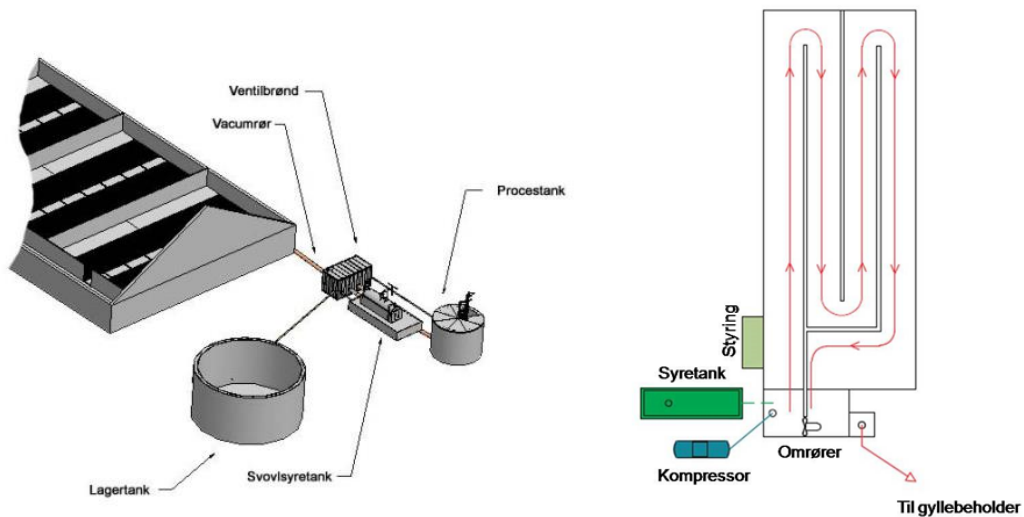 Ventilbrønd
Vacumrør
Procestank
Svovlsyretank
Lagertank
Styring
Syretank
Kompressor
Omrører
Til gyllebeholder